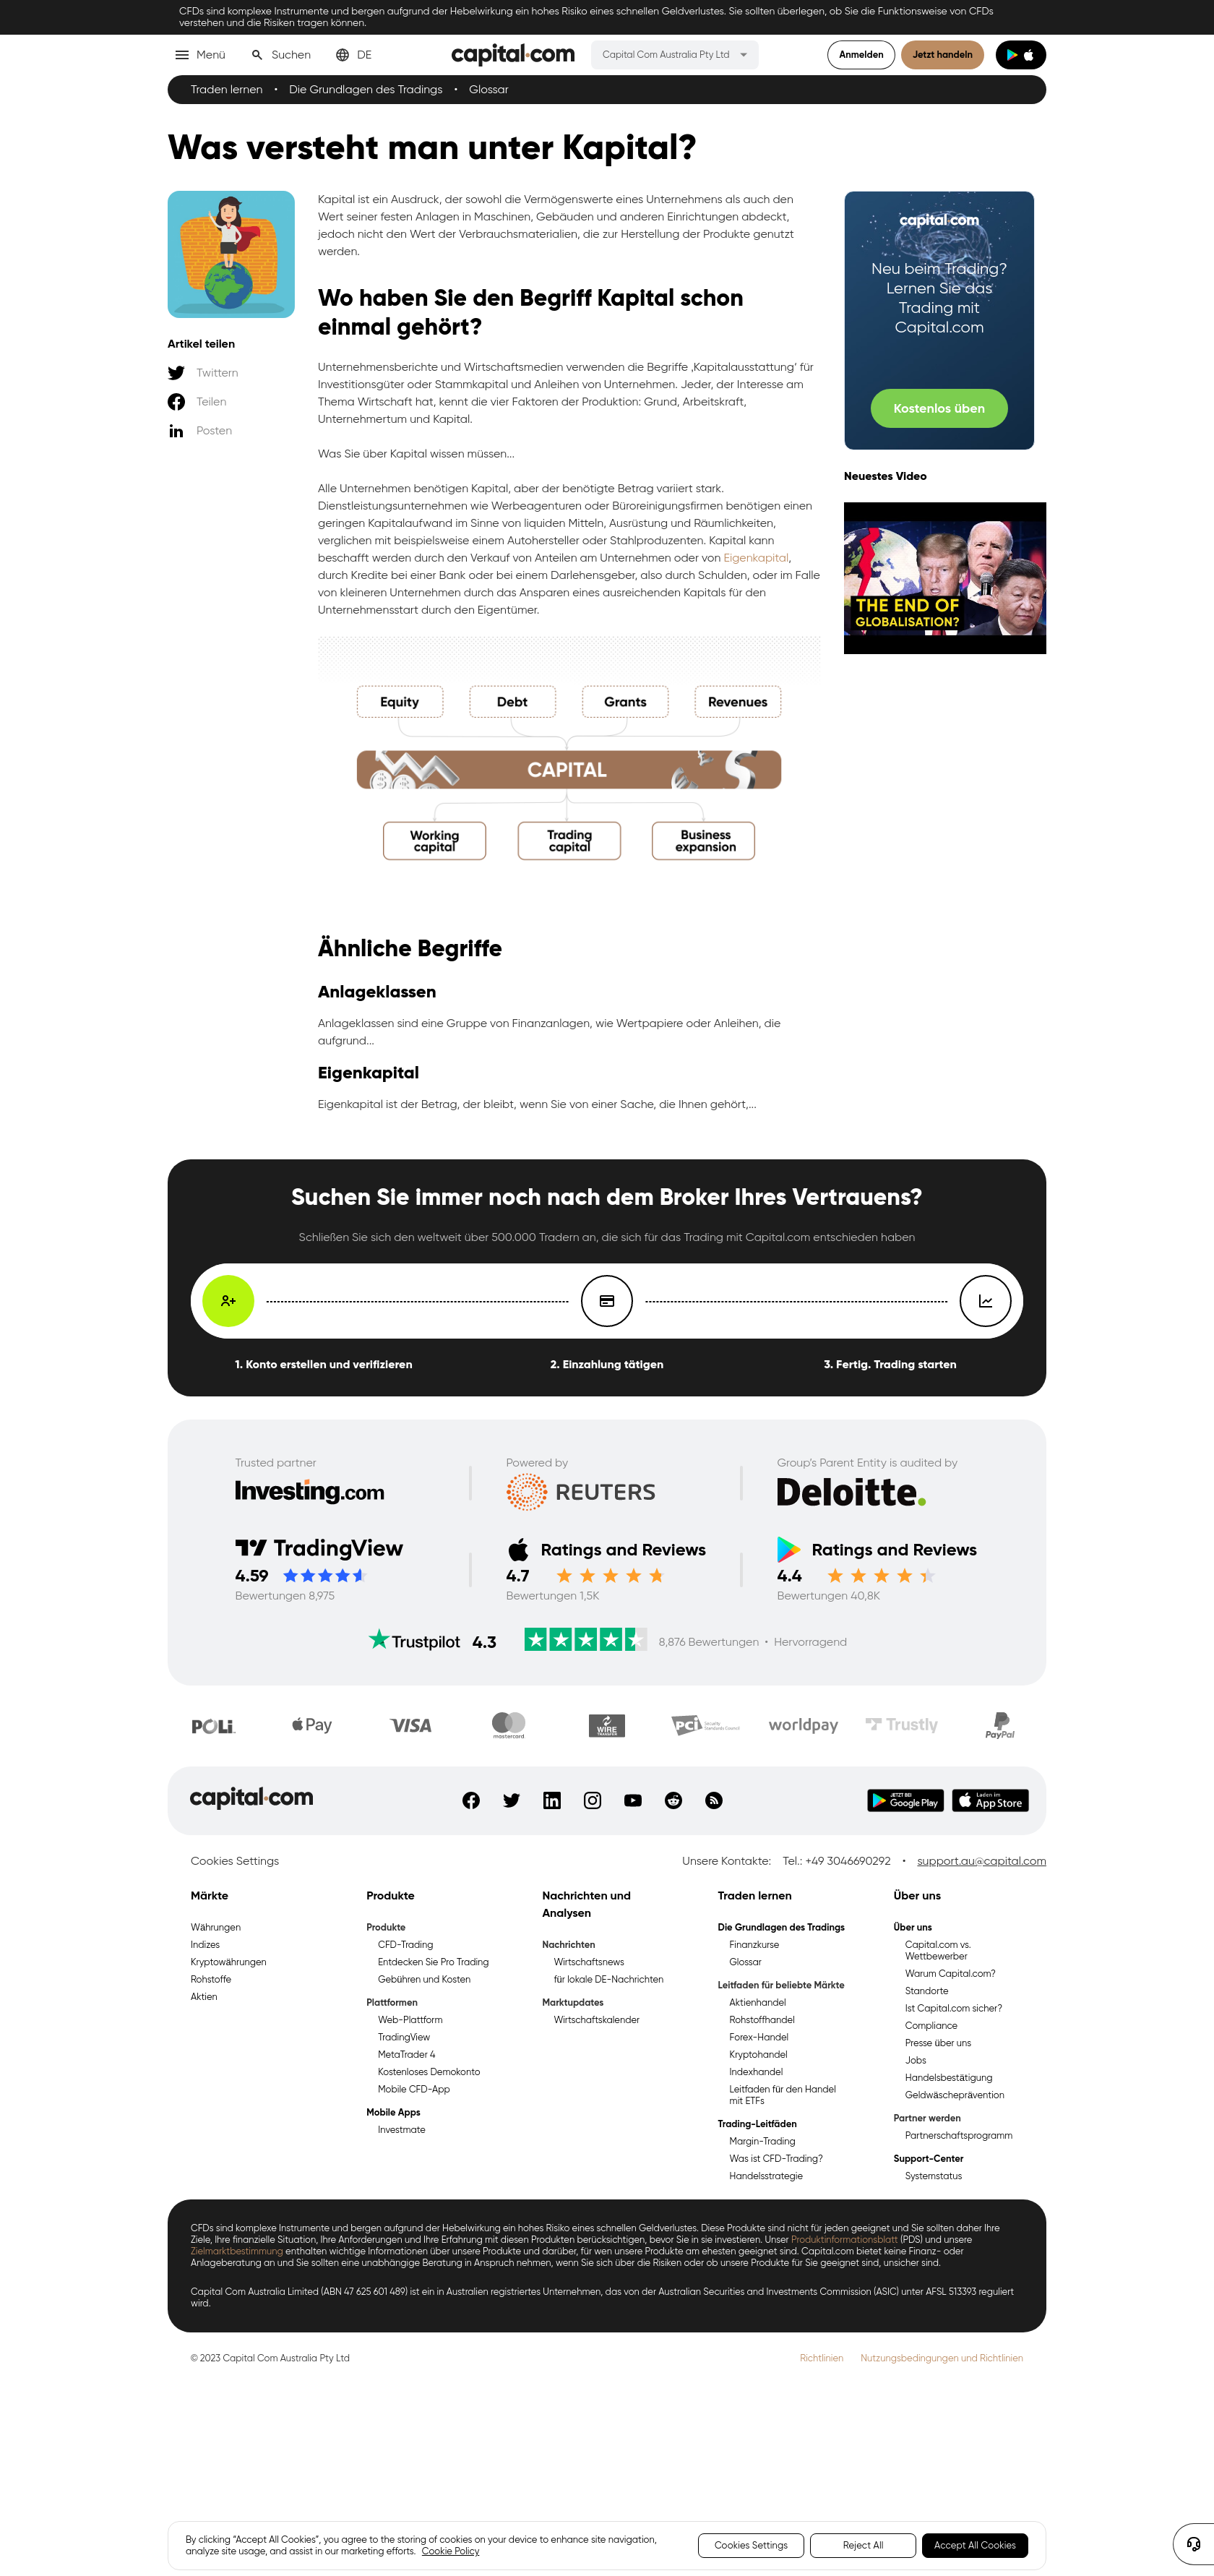 CFDs sind komplexe Instrumente und bergen aufgrund der Hebelwirkung ein hohes Risiko eines schnellen Geldverlustes. Sie sollten überlegen, ob Sie die Funktionsweise von CFDs
verstehen und die Risiken tragen können.
Menü Suchen DE capital.com Capital Com Australia Pty Ltd Anmelden Jetzt handeln
Traden lernen • Die Grundlagen des Tradings • Glossar
Was versteht man unter Kapital?
Artikel teilen
Twittern
Teilen
Posten
Kapital ist ein Ausdruck, der sowohl die Vermögenswerte eines Unternehmens als auch den
Wert seiner festen Anlagen in Maschinen, Gebäuden und anderen Einrichtungen abdeckt,
jedoch nicht den Wert der Verbrauchsmaterialien, die zur Herstellung der Produkte genutzt
werden.
Wo haben Sie den Begriff Kapital schon
einmal gehört?
Unternehmensberichte und Wirtschaftsmedien verwenden die Begriffe ‚Kapitalausstattung‘ für
Investitionsgüter oder Stammkapital und Anleihen von Unternehmen. Jeder, der Interesse am
Thema Wirtschaft hat, kennt die vier Faktoren der Produktion: Grund, Arbeitskraft,
Unternehmertum und Kapital.
Was Sie über Kapital wissen müssen...
Alle Unternehmen benötigen Kapital, aber der benötigte Betrag variiert stark.
Dienstleistungsunternehmen wie Werbeagenturen oder Büroreinigungsfirmen benötigen einen
geringen Kapitalaufwand im Sinne von liquiden Mitteln, Ausrüstung und Räumlichkeiten,
verglichen mit beispielsweise einem Autohersteller oder Stahlproduzenten. Kapital kann
beschafft werden durch den Verkauf von Anteilen am Unternehmen oder von Eigenkapital,
durch Kredite bei einer Bank oder bei einem Darlehensgeber, also durch Schulden, oder im Falle
von kleineren Unternehmen durch das Ansparen eines ausreichenden Kapitals für den
Unternehmensstart durch den Eigentümer.
Equity Debt Grants Revenues
CAPITAL
Working
capital
Trading
capital
Business
expansion
capital.com
Neu beim Trading?
Lernen Sie das
Trading mit
Capital.com
Kostenlos üben
Neuestes Video
THE END OF
GLOBALISATION?
Ähnliche Begriffe
Anlageklassen
Anlageklassen sind eine Gruppe von Finanzanlagen, wie Wertpapiere oder Anleihen, die
aufgrund...
Eigenkapital
Eigenkapital ist der Betrag, der bleibt, wenn Sie von einer Sache, die Ihnen gehört,...
Suchen Sie immer noch nach dem Broker Ihres Vertrauens?
Schließen Sie sich den weltweit über 500.000 Tradern an, die sich für das Trading mit Capital.com entschieden haben
1. Konto erstellen und verifizieren 2. Einzahlung tätigen 3. Fertig. Trading starten
Trusted partner
Investing.com
Powered by
REUTERS
Group's Parent Entity is audited by
Deloitte.
TradingView
4.59
Bewertungen 8,975
Ratings and Reviews
4.7
Bewertungen 1,5K
Ratings and Reviews
4.4
Bewertungen 40,8K
Trustpilot 4.3 8,876 Bewertungen • Hervorragend
POLi Pay VISA mastercard WIRE TRANSFER PCI Security Standards Council worldpay Trustly PayPal
capital.com
JETZT BEI
Google Play
Laden im
App Store
Cookies Settings
Unsere Kontakte: Tel.: +49 3046690292 • support.au@capital.com
Märkte
Währungen
Indizes
Kryptowährungen
Rohstoffe
Aktien
Produkte
Produkte
CFD-Trading
Entdecken Sie Pro Trading
Gebühren und Kosten
Plattformen
Web-Plattform
TradingView
MetaTrader 4
Kostenloses Demokonto
Mobile CFD-App
Mobile Apps
Investmate
Nachrichten und
Analysen
Nachrichten
Wirtschaftsnews
für lokale DE-Nachrichten
Marktupdates
Wirtschaftskalender
Traden lernen
Die Grundlagen des Tradings
Finanzkurse
Glossar
Leitfaden für beliebte Märkte
Aktienhandel
Rohstoffhandel
Forex-Handel
Kryptohandel
Indexhandel
Leitfaden für den Handel
mit ETFs
Trading-Leitfäden
Margin-Trading
Was ist CFD-Trading?
Handelsstrategie
Über uns
Über uns
Capital.com vs.
Wettbewerber
Warum Capital.com?
Standorte
Ist Capital.com sicher?
Compliance
Presse über uns
Jobs
Handelsbestätigung
Geldwäscheprävention
Partner werden
Partnerschaftsprogramm
Support-Center
Systemstatus
CFDs sind komplexe Instrumente und bergen aufgrund der Hebelwirkung ein hohes Risiko eines schnellen Geldverlustes. Diese Produkte sind nicht für jeden geeignet und Sie sollten daher Ihre
Ziele, Ihre finanzielle Situation, Ihre Anforderungen und Ihre Erfahrung mit diesen Produkten berücksichtigen, bevor Sie in sie investieren. Unser Produktinformationsblatt (PDS) und unsere
Zielmarktbestimmung enthalten wichtige Informationen über unsere Produkte und darüber, für wen unsere Produkte am ehesten geeignet sind. Capital.com bietet keine Finanz- oder
Anlageberatung an und Sie sollten eine unabhängige Beratung in Anspruch nehmen, wenn Sie sich über die Risiken oder ob unsere Produkte für Sie geeignet sind, unsicher sind.
Capital Com Australia Limited (ABN 47 625 601 489) ist ein in Australien registriertes Unternehmen, das von der Australian Securities and Investments Commission (ASIC) unter AFSL 513393 reguliert
wird.
© 2023 Capital Com Australia Pty Ltd Richtlinien Nutzungsbedingungen und Richtlinien
By clicking “Accept All Cookies”, you agree to the storing of cookies on your device to enhance site navigation,
analyze site usage, and assist in our marketing efforts. Cookie Policy
Cookies Settings Reject All Accept All Cookies